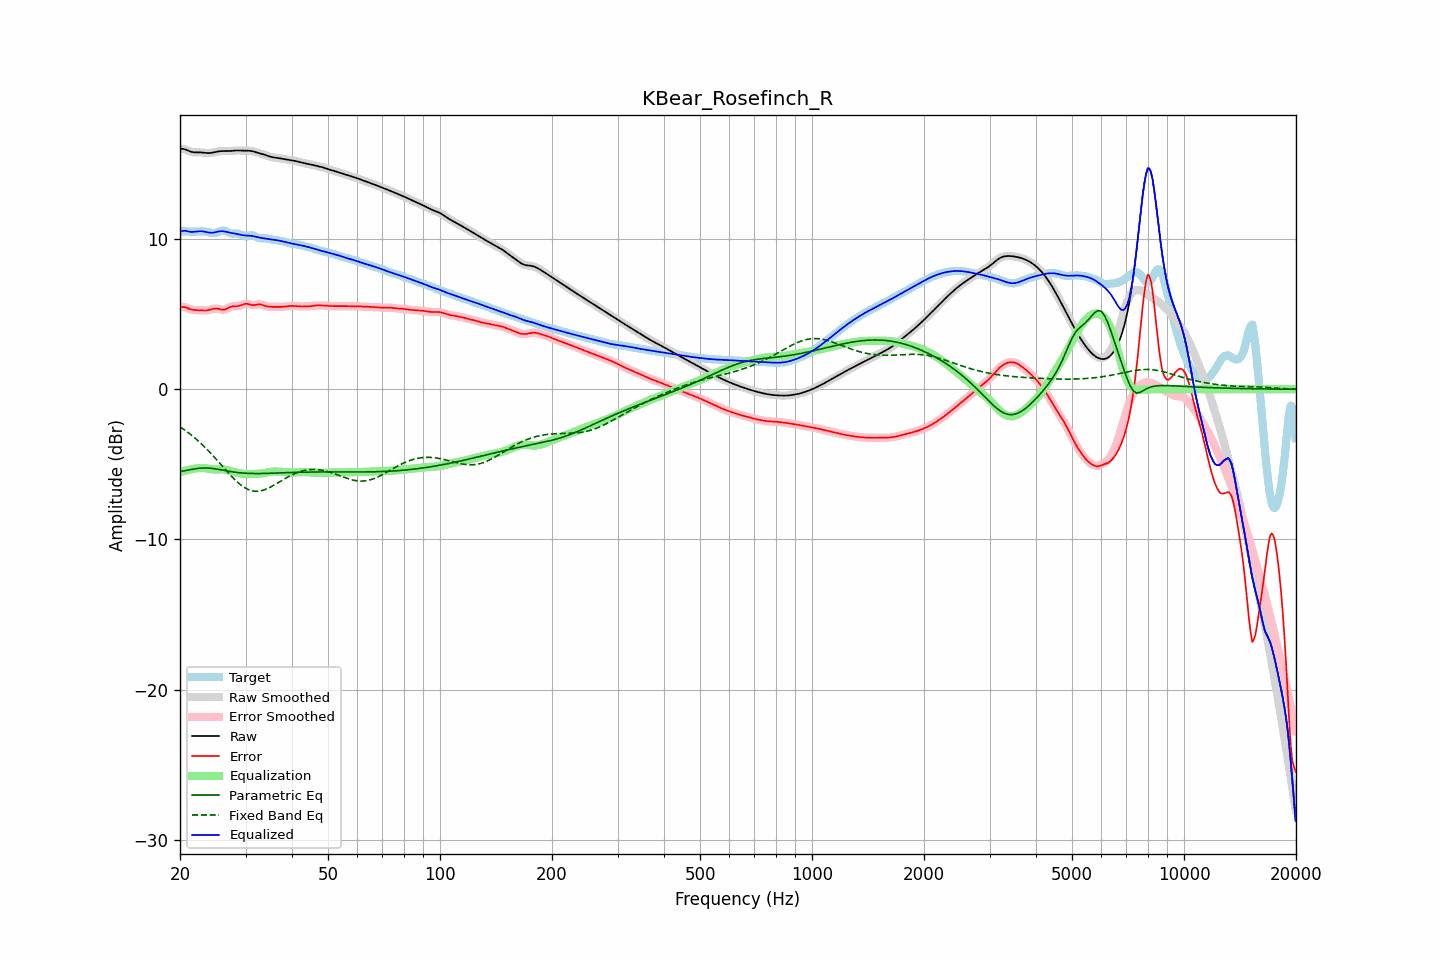 KBear_Rosefinch_R
Amplitude (dBr)
10
0
−10
−20
−30
Target
Raw Smoothed
Error Smoothed
Raw
Error
Equalization
Parametric Eq
Fixed Band Eq
Equalized
20 50 100 200 500 1000 2000 5000 10000 20000
Frequency (Hz)